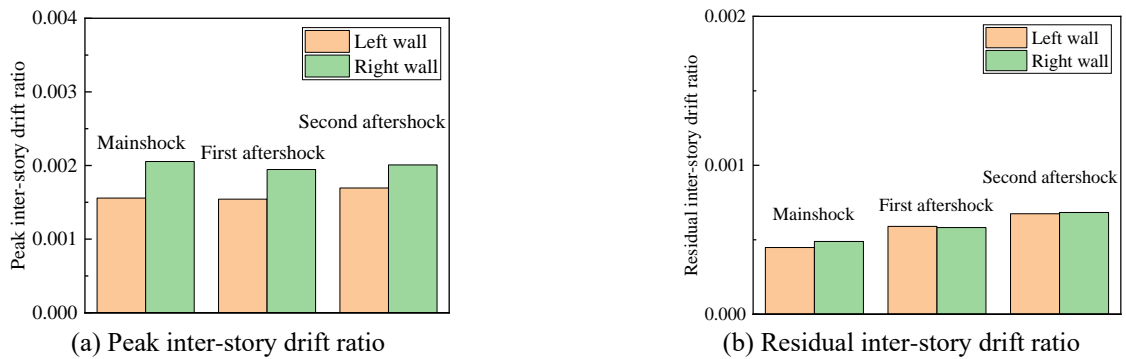 0.004
0.003
0.002
0.001
0.000
Peak inter-story drift ratio
Left wall
Right wall
Mainshock
First aftershock
Second aftershock
(a) Peak inter-story drift ratio
0.002
0.001
0.000
Residual inter-story drift ratio
Left wall
Right wall
Mainshock
First aftershock
Second aftershock
(b) Residual inter-story drift ratio